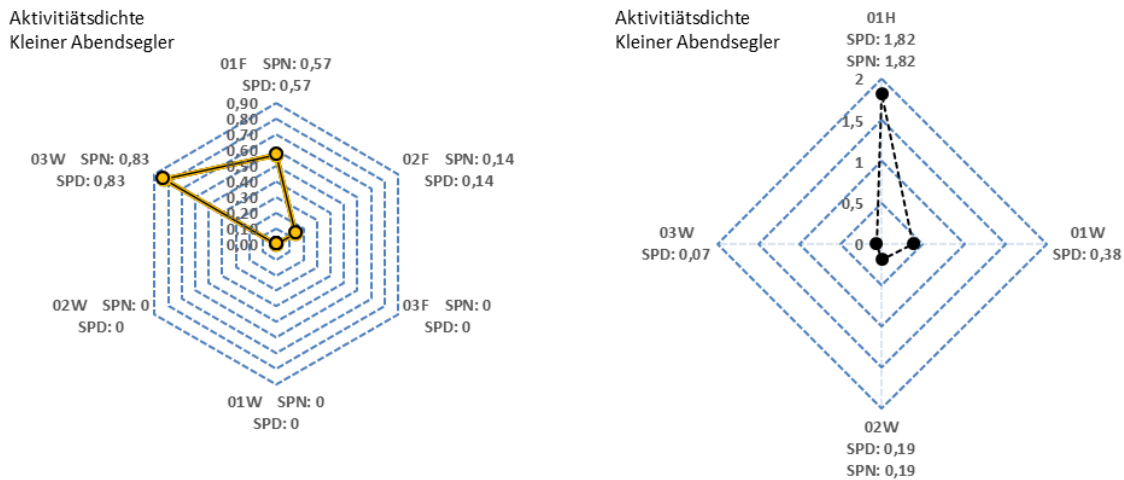 Aktivitiätsdichte
Kleiner Abendsegler
01F SPN: 0,57
SPD: 0,57
0,90
0,80
0,70
0,60
0,50
0,40
0,30
0,20
0,10
0,00
02F SPN: 0,14
SPD: 0,14
03F SPN: 0
SPD: 0
01W SPN: 0
SPD: 0
02W SPN: 0
SPD: 0
03W SPN: 0,83
SPD: 0,83
Aktivitiätsdichte
Kleiner Abendsegler
01H
SPD: 1,82
SPN: 1,82
2
1,5
1
0,5
0
01W
SPD: 0,38
02W
SPD: 0,19
SPN: 0,19
03W
SPD: 0,07